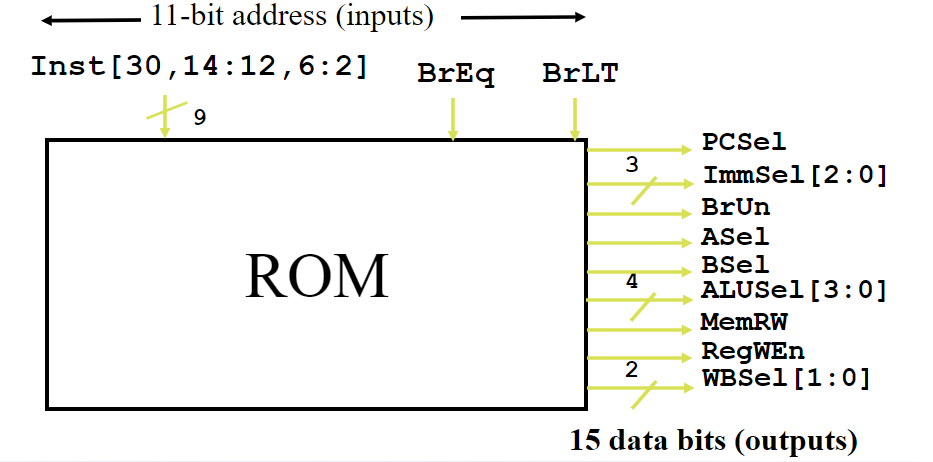 11-bit address (inputs)
Inst[30,14:12,6:2]
BrEq
BrLT
9
ROM
PCSel
3
ImmSel[2:0]
BrUn
ASel
BSel
4
ALUSel[3:0]
MemRW
RegWEn
2
WBSel[1:0]
15 data bits (outputs)